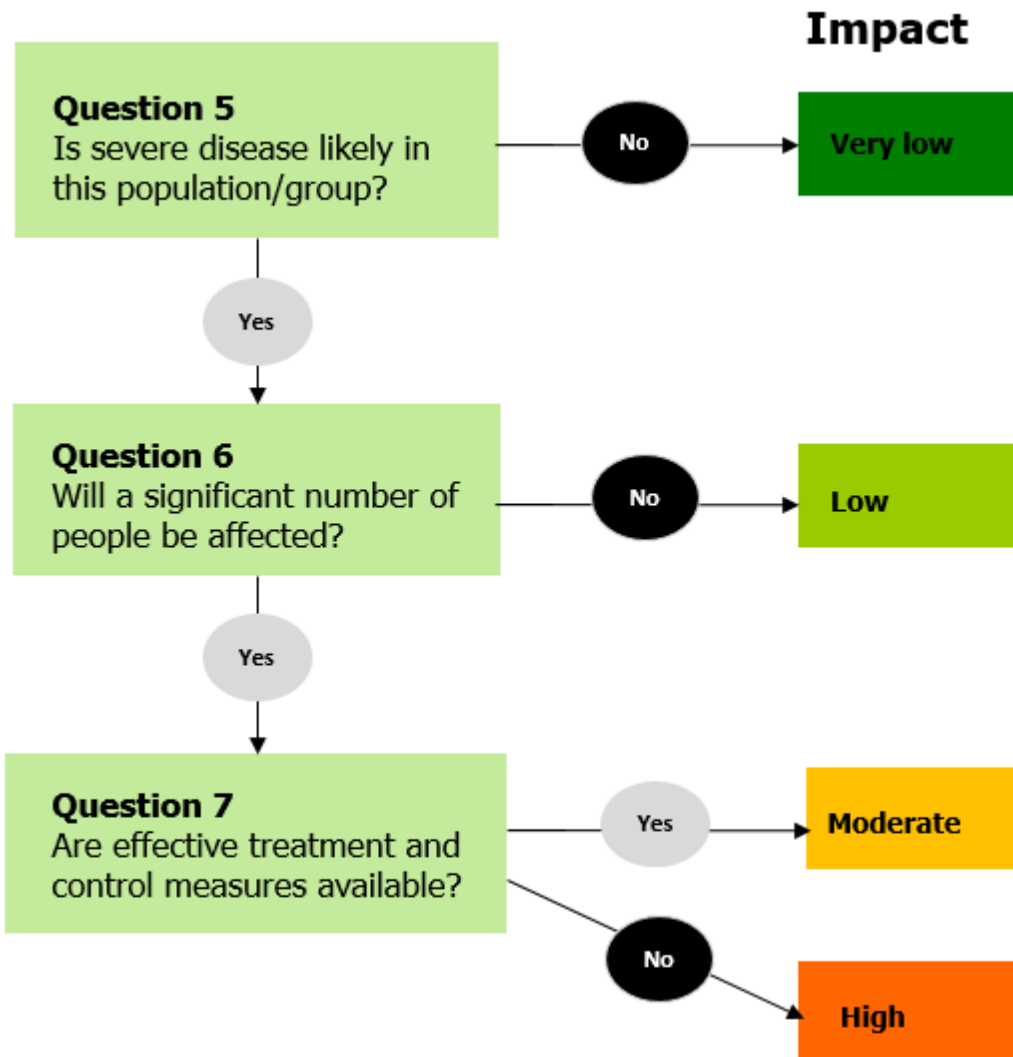 Impact
Question 5
Is severe disease likely in
this population/group?
No
Very low
Yes
Question 6
Will a significant number of
people be affected?
No
Low
Yes
Question 7
Are effective treatment and
control measures available?
Yes
Moderate
No
High